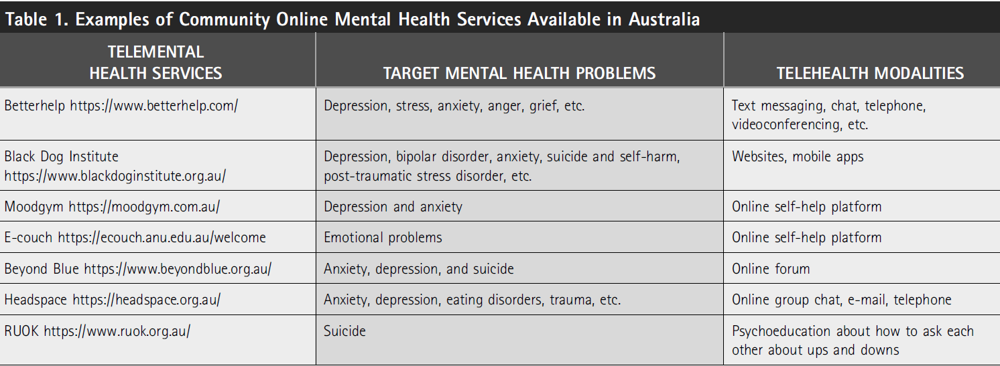 Table 1. Examples of Community Online Mental Health Services Available in Australia
TELEMENTAL
HEALTH SERVICES
TARGET MENTAL HEALTH PROBLEMS
TELEHEALTH MODALITIES
Betterhelp https://www.betterhelp.com/
Depression, stress, anxiety, anger, grief, etc.
Text messaging, chat, telephone,
videoconferencing, etc.
Black Dog Institute
https://www.blackdoginstitute.org.au/
Depression, bipolar disorder, anxiety, suicide and self-harm,
post-traumatic stress disorder, etc.
Websites, mobile apps
Moodgym https://moodgym.com.au/
Depression and anxiety
Online self-help platform
E-couch https://ecouch.anu.edu.au/welcome
Emotional problems
Online self-help platform
Beyond Blue https://www.beyondblue.org.au/
Anxiety, depression, and suicide
Online forum
Headspace https://headspace.org.au/
Anxiety, depression, eating disorders, trauma, etc.
Online group chat, e-mail, telephone
RUOK https://www.ruok.org.au/
Suicide
Psychoeducation about how to ask each
other about ups and downs